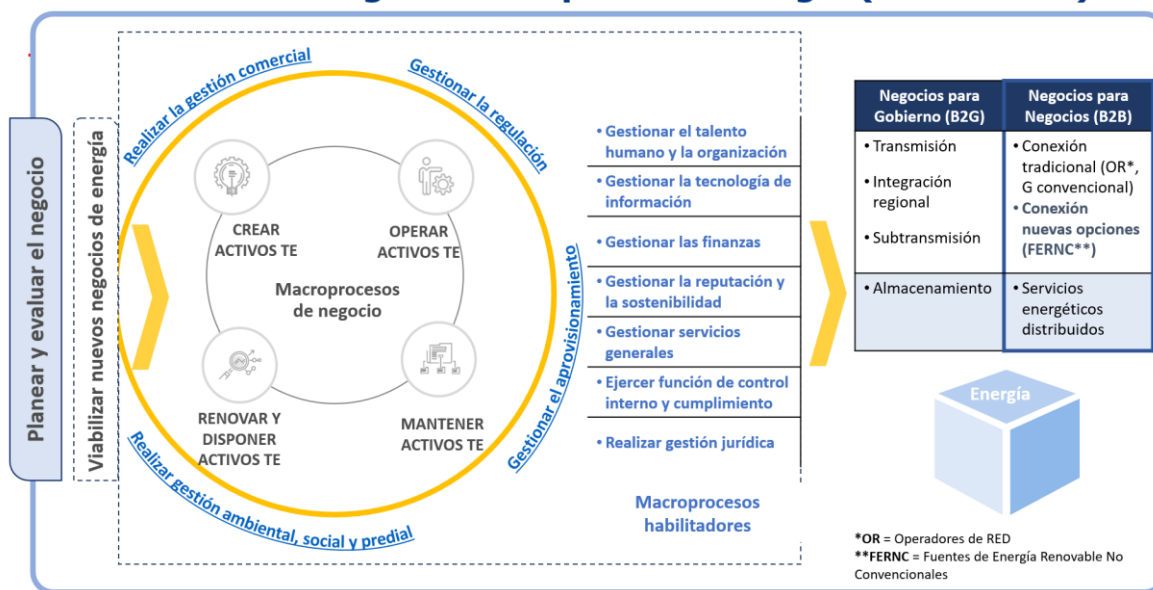 Planear y evaluar el negocio
Viabilizar nuevos negocios de energía
Realizar la gestión comercial
Gestionar la regulación
Gestionar el aprovisionamiento
Realizar gestión ambiental, social y predial
CREAR
ACTIVOS TE
OPERAR
ACTIVOS TE
Macroprocesos
de negocio
RENOVAR Y
DISPONER
ACTIVOS TE
MANTENER
ACTIVOS TE
• Gestionar el talento
humano y la organización
• Gestionar la tecnología de
información
• Gestionar las finanzas
• Gestionar la reputación y
la sostenibilidad
• Gestionar servicios
generales
• Ejercer función de control
interno y cumplimiento
• Realizar gestión jurídica
Macroprocesos
habilitadores
Negocios para
Gobierno (B2G)
• Transmisión
• Integración
regional
• Subtransmisión
• Almacenamiento
Negocios para
Negocios (B2B)
• Conexión
tradicional (OR*,
G convencional)
• Conexión
nuevas opciones
(FERNC**)
• Servicios
energéticos
distribuidos
Energía
*OR = Operadores de RED
**FERNC = Fuentes de Energía Renovable No
Convencionales